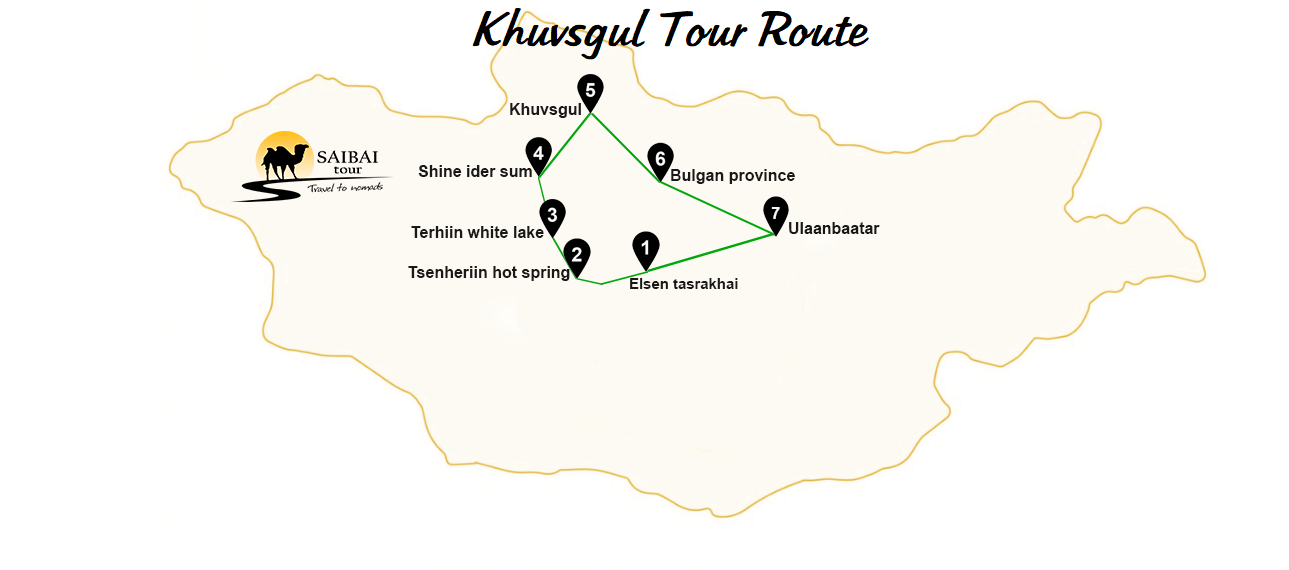 Khuvsgul Tour Route
5
Khuvsgul
4
Shine ider sum
6
Bulgan province
SAIBAI
tour
Travel to nomads
3
Terhiin white lake
7
Ulaanbaatar
2
Tsenheriin hot spring
1
Elsen tasrakhai